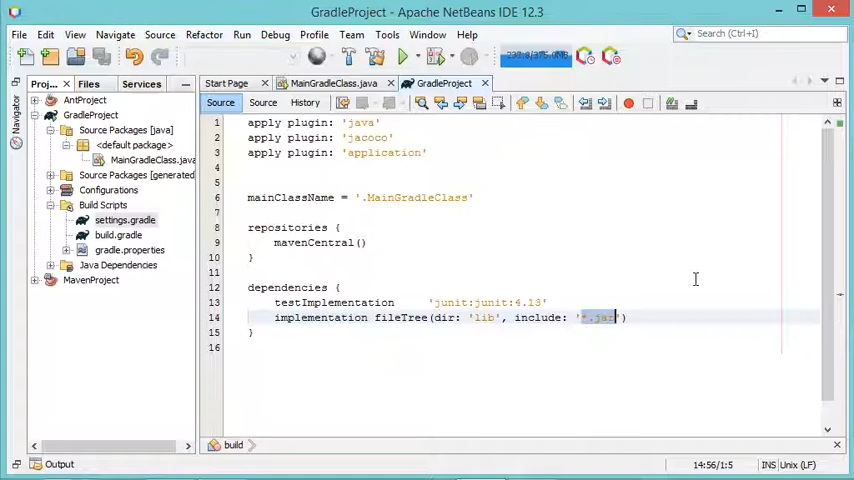 GradleProject - Apache NetBeans IDE 12.3
File Edit View Navigate Source Refactor Run Debug Profile Team Tools Window Help
Search (Ctrl+I)
Proj... Files Services
Start Page MainGradleClass.java GradleProject
Navigator
Source Source History
AntProject
GradleProject
Source Packages [java]
<default package>
MainGradleClass.java
Source Packages [generated
Configurations
Build Scripts
settings.gradle
build.gradle
gradle.properties
Java Dependencies
MavenProject
1 apply plugin: 'java'
2 apply plugin: 'jacoco'
3 apply plugin: 'application'
4
5
6 mainClassName = '.MainGradleClass'
7
8 repositories {
9 mavenCentral()
10 }
11
12 dependencies {
13 testImplementation 'junit:junit:4.13'
14 implementation fileTree(dir: 'lib', include: '*.jar')
15 }
16
build
Output
14:56/1:5 INS Unix (LF)